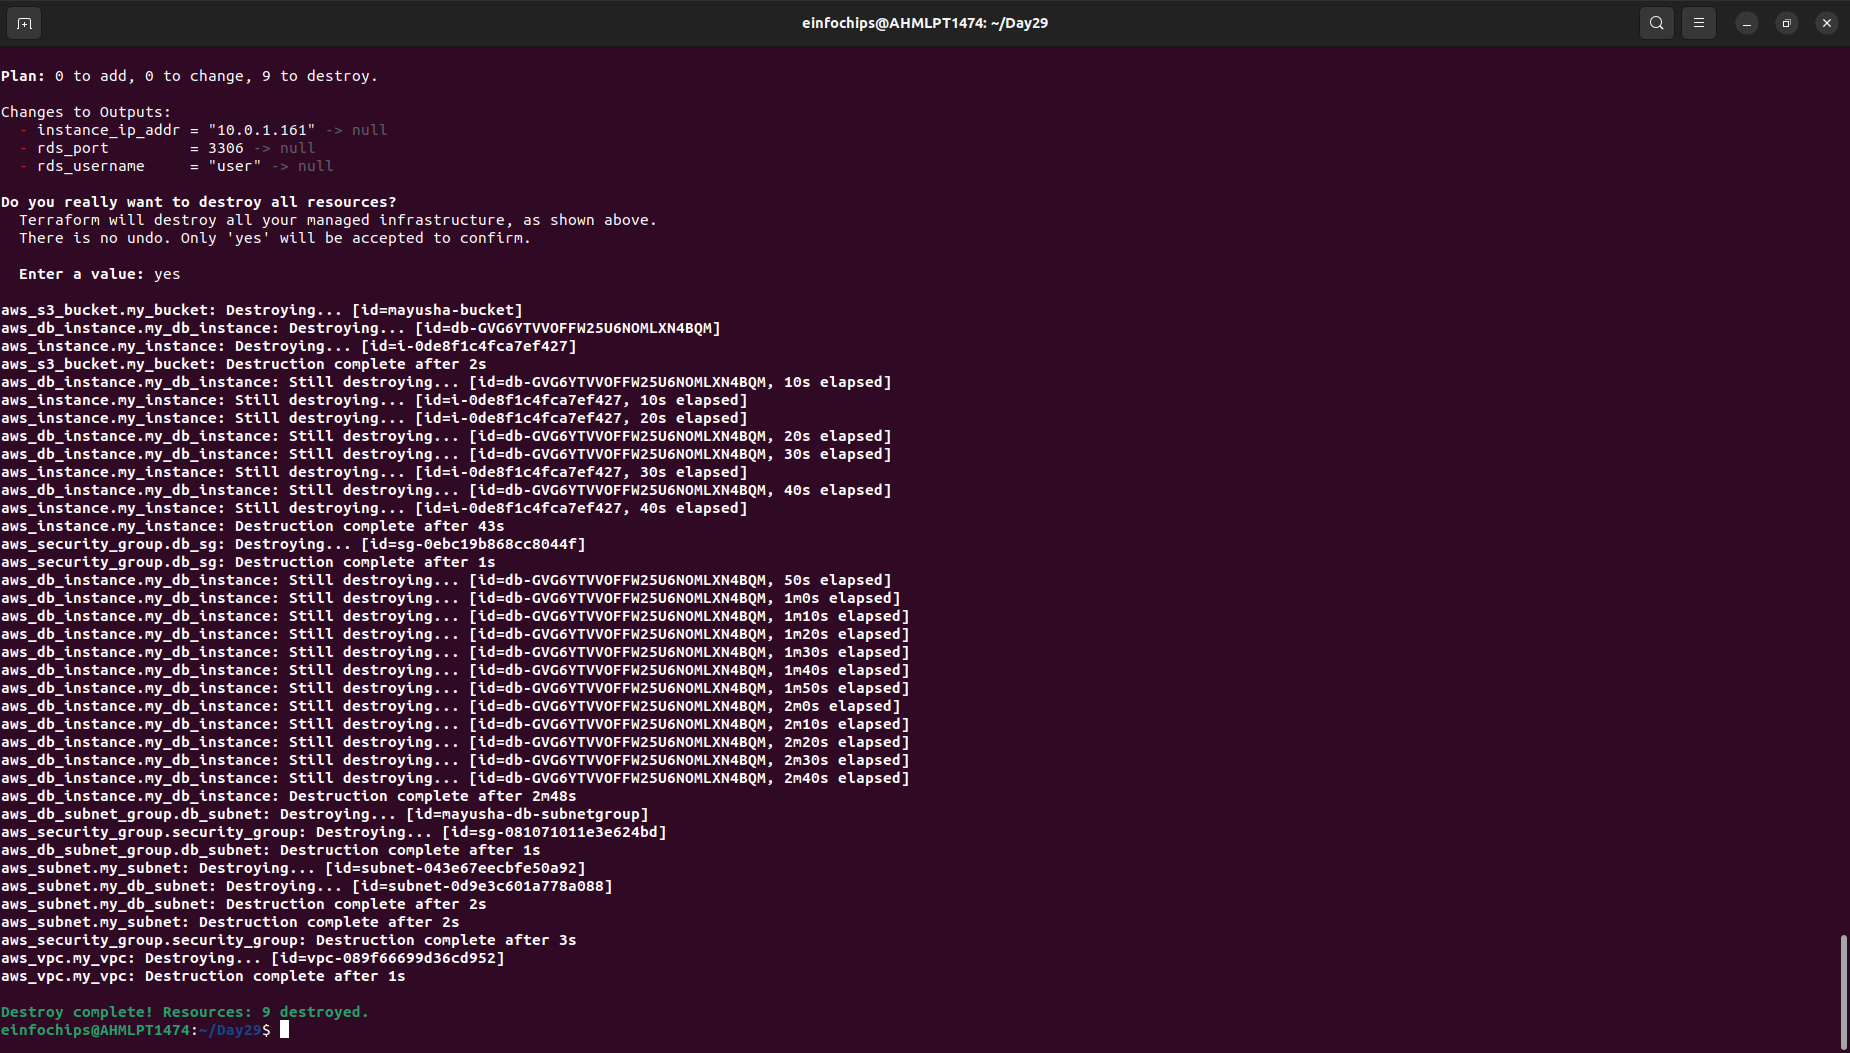 einfochips@AHMLPT1474: ~/Day29
Plan: 0 to add, 0 to change, 9 to destroy.
Changes to Outputs:
- instance_ip_addr = "10.0.1.161" -> null
- rds_port         = 3306 -> null
- rds_username     = "user" -> null
Do you really want to destroy all resources?
Terraform will destroy all your managed infrastructure, as shown above.
There is no undo. Only 'yes' will be accepted to confirm.
Enter a value: yes
aws_s3_bucket.my_bucket: Destroying... [id=mayusha-bucket]
aws_db_instance.my_db_instance: Destroying... [id=db-GVG6YTVVOFFW25U6NOMLXN4BQM]
aws_instance.my_instance: Destroying... [id=i-0de8f1c4fca7ef427]
aws_s3_bucket.my_bucket: Destruction complete after 2s
aws_db_instance.my_db_instance: Still destroying... [id=db-GVG6YTVVOFFW25U6NOMLXN4BQM, 10s elapsed]
aws_instance.my_instance: Still destroying... [id=i-0de8f1c4fca7ef427, 10s elapsed]
aws_instance.my_instance: Still destroying... [id=i-0de8f1c4fca7ef427, 20s elapsed]
aws_db_instance.my_db_instance: Still destroying... [id=db-GVG6YTVVOFFW25U6NOMLXN4BQM, 20s elapsed]
aws_db_instance.my_db_instance: Still destroying... [id=db-GVG6YTVVOFFW25U6NOMLXN4BQM, 30s elapsed]
aws_instance.my_instance: Still destroying... [id=i-0de8f1c4fca7ef427, 30s elapsed]
aws_db_instance.my_db_instance: Still destroying... [id=db-GVG6YTVVOFFW25U6NOMLXN4BQM, 40s elapsed]
aws_instance.my_instance: Still destroying... [id=i-0de8f1c4fca7ef427, 40s elapsed]
aws_instance.my_instance: Destruction complete after 43s
aws_security_group.db_sg: Destroying... [id=sg-0ebc19b868cc8044f]
aws_security_group.db_sg: Destruction complete after 1s
aws_db_instance.my_db_instance: Still destroying... [id=db-GVG6YTVVOFFW25U6NOMLXN4BQM, 50s elapsed]
aws_db_instance.my_db_instance: Still destroying... [id=db-GVG6YTVVOFFW25U6NOMLXN4BQM, 1m0s elapsed]
aws_db_instance.my_db_instance: Still destroying... [id=db-GVG6YTVVOFFW25U6NOMLXN4BQM, 1m10s elapsed]
aws_db_instance.my_db_instance: Still destroying... [id=db-GVG6YTVVOFFW25U6NOMLXN4BQM, 1m20s elapsed]
aws_db_instance.my_db_instance: Still destroying... [id=db-GVG6YTVVOFFW25U6NOMLXN4BQM, 1m30s elapsed]
aws_db_instance.my_db_instance: Still destroying... [id=db-GVG6YTVVOFFW25U6NOMLXN4BQM, 1m40s elapsed]
aws_db_instance.my_db_instance: Still destroying... [id=db-GVG6YTVVOFFW25U6NOMLXN4BQM, 1m50s elapsed]
aws_db_instance.my_db_instance: Still destroying... [id=db-GVG6YTVVOFFW25U6NOMLXN4BQM, 2m0s elapsed]
aws_db_instance.my_db_instance: Still destroying... [id=db-GVG6YTVVOFFW25U6NOMLXN4BQM, 2m10s elapsed]
aws_db_instance.my_db_instance: Still destroying... [id=db-GVG6YTVVOFFW25U6NOMLXN4BQM, 2m20s elapsed]
aws_db_instance.my_db_instance: Still destroying... [id=db-GVG6YTVVOFFW25U6NOMLXN4BQM, 2m30s elapsed]
aws_db_instance.my_db_instance: Still destroying... [id=db-GVG6YTVVOFFW25U6NOMLXN4BQM, 2m40s elapsed]
aws_db_instance.my_db_instance: Destruction complete after 2m48s
aws_db_subnet_group.db_subnet: Destroying... [id=mayusha-db-subnetgroup]
aws_security_group.security_group: Destroying... [id=sg-081071011e3e624bd]
aws_db_subnet_group.db_subnet: Destruction complete after 1s
aws_subnet.my_subnet: Destroying... [id=subnet-043e67eecbfe50a92]
aws_subnet.my_db_subnet: Destroying... [id=subnet-0d9e3c601a778a088]
aws_subnet.my_db_subnet: Destruction complete after 2s
aws_subnet.my_subnet: Destruction complete after 2s
aws_security_group.security_group: Destruction complete after 3s
aws_vpc.my_vpc: Destroying... [id=vpc-089f66699d36cd952]
aws_vpc.my_vpc: Destruction complete after 1s
Destroy complete! Resources: 9 destroyed.
einfochips@AHMLPT1474:~/Day29$